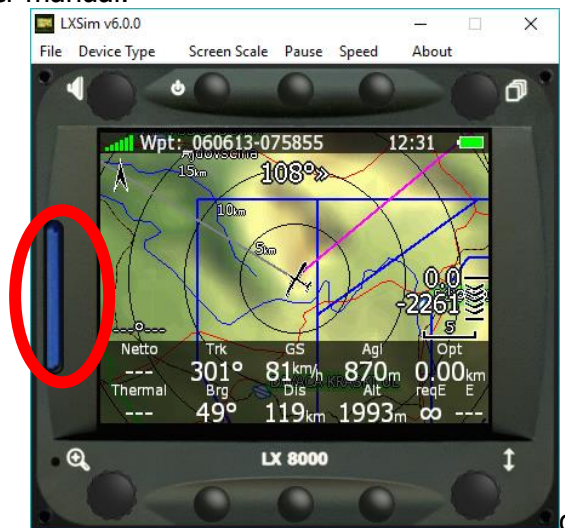 LXSim v6.0.0
File Device Type Screen Scale Pause Speed About
Wpt: 060613-075855 12:31
Ajdovščina
15km 108°»
10km
5km
0.0
-2261
---°--- 5
Netto Trk GS Agl Opt
--- 301° 81km/h 870m 0.00km
Thermal Brg Dis Alt reqE E
--- 49° 119km 1993m ∞ ---
LX 8000